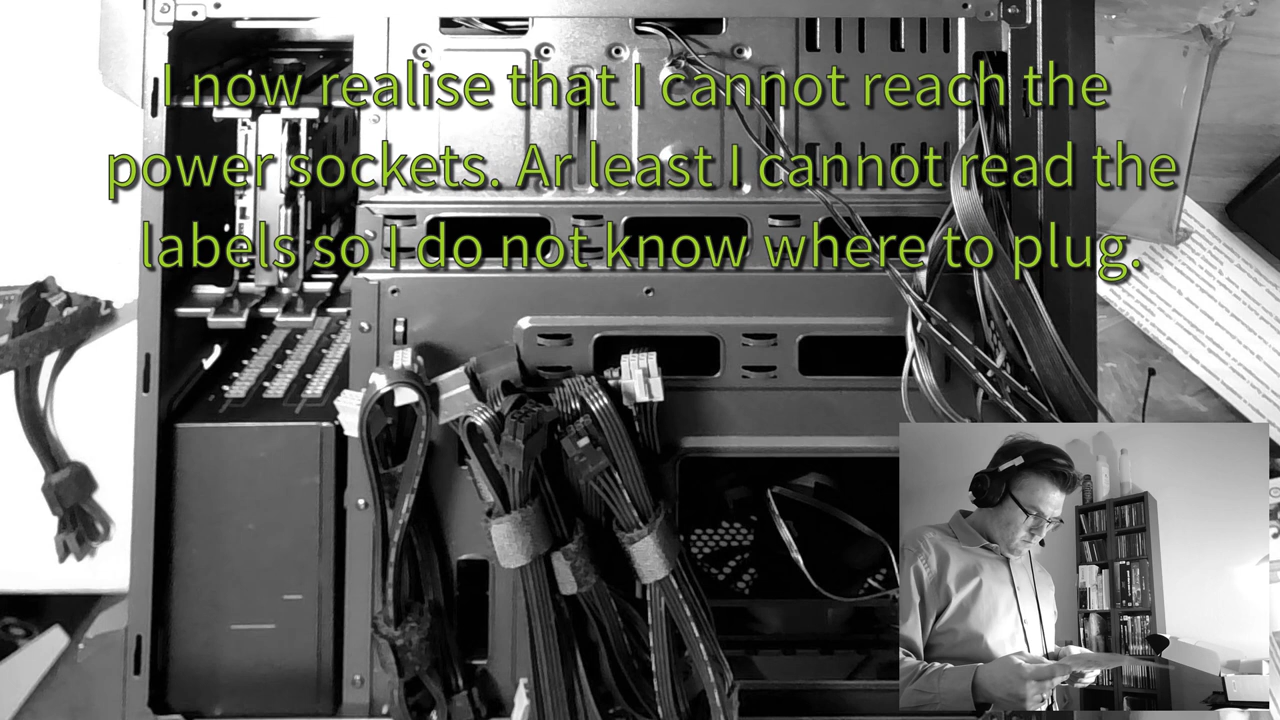 I now realise that I cannot reach the
power sockets. Ar least I cannot read the
labels so I do not know where to plug.